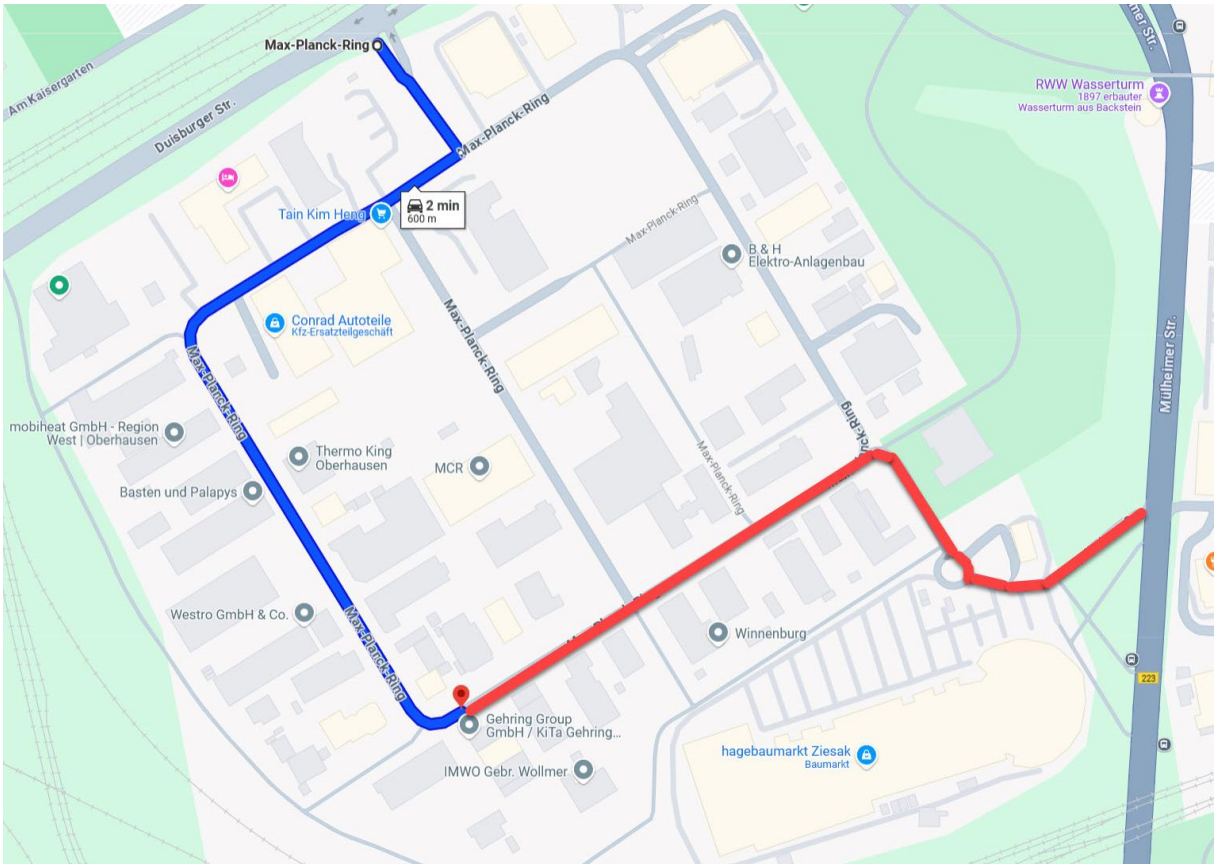 Max-Planck-Ring
Am Kaisergarten
Duisburger Str.
mer Str.
RWW Wasserturm
1897 erbauter
Wasserturm aus Backstein
Max-Planck-Ring
2 min
600 m
Tain Kim Heng
Max-Planck-Ring
B & H
Elektro-Anlagenbau
Conrad Autoteile
Kfz-Ersatzteilgeschäft
Max-Planck-Ring
Max-Planck-Ring
Mülheimer Str.
mobiheat GmbH - Region
West | Oberhausen
Thermo King
Oberhausen
MCR
Max-Planck-Ring
nck-Ring
Basten und Palapys
Westro GmbH & Co.
Max-Planck-Ring
Winnenburg
223
Gehring Group
GmbH / KiTa Gehring...
hagebaumarkt Ziesak
Baumarkt
IMWO Gebr. Wollmer